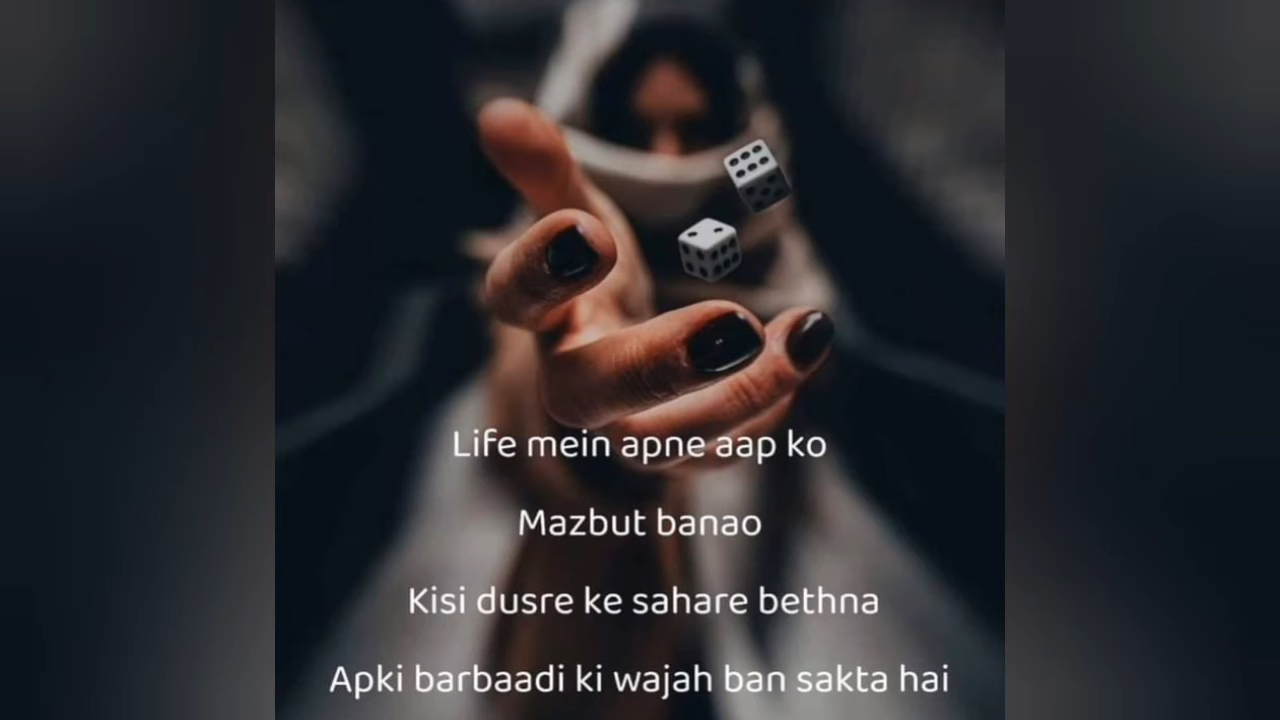 Life mein apne aap ko
Mazbut banao
Kisi dusre ke sahare bethna
Apki barbaadi ki wajah ban sakta hai